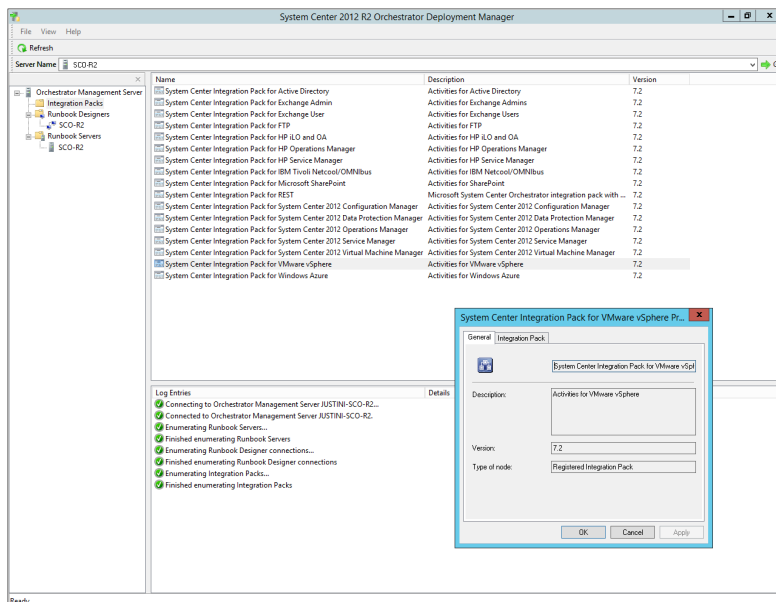 System Center 2012 R2 Orchestrator Deployment Manager
File View Help
Refresh
Server Name SCO-R2
Orchestrator Management Server
Integration Packs
Runbook Designers
SCO-R2
Runbook Servers
SCO-R2
Name Description Version
System Center Integration Pack for Active Directory Activities for Active Directory 7.2
System Center Integration Pack for Exchange Admin Activities for Exchange Admins 7.2
System Center Integration Pack for Exchange User Activities for Exchange Users 7.2
System Center Integration Pack for FTP Activities for FTP 7.2
System Center Integration Pack for HP iLO and OA Activities for HP iLO and OA 7.2
System Center Integration Pack for HP Operations Manager Activities for HP Operations Manager 7.2
System Center Integration Pack for HP Service Manager Activities for HP Service Manager 7.2
System Center Integration Pack for IBM Tivoli Netcool/OMNIbus Activities for IBM Netcool/OMNIbus 7.2
System Center Integration Pack for Microsoft SharePoint Activities for SharePoint 7.2
System Center Integration Pack for REST Microsoft System Center Orchestrator integration pack with ... 7.2
System Center Integration Pack for System Center 2012 Configuration Manager Activities for System Center 2012 Configuration Manager 7.2
System Center Integration Pack for System Center 2012 Data Protection Manager Activities for System Center 2012 Data Protection Manager 7.2
System Center Integration Pack for System Center 2012 Operations Manager Activities for System Center 2012 Operations Manager 7.2
System Center Integration Pack for System Center 2012 Service Manager Activities for System Center 2012 Service Manager 7.2
System Center Integration Pack for System Center 2012 Virtual Machine Manager Activities for System Center 2012 Virtual Machine Manager 7.2
System Center Integration Pack for VMware vSphere Activities for VMware vSphere 7.2
System Center Integration Pack for Windows Azure Activities for Windows Azure 7.2
Log Entries Details
Connecting to Orchestrator Management Server JUSTINI-SCO-R2...
Connected to Orchestrator Management Server JUSTINI-SCO-R2.
Enumerating Runbook Servers...
Finished enumerating Runbook Servers
Enumerating Runbook Designer connections...
Finished enumerating Runbook Designer connections
Enumerating Integration Packs...
Finished enumerating Integration Packs
System Center Integration Pack for VMware vSphere Pr...
General Integration Pack
System Center Integration Pack for VMware vSpl
Description: Activities for VMware vSphere
Version: 7.2
Type of node: Registered Integration Pack
OK Cancel Apply
Ready